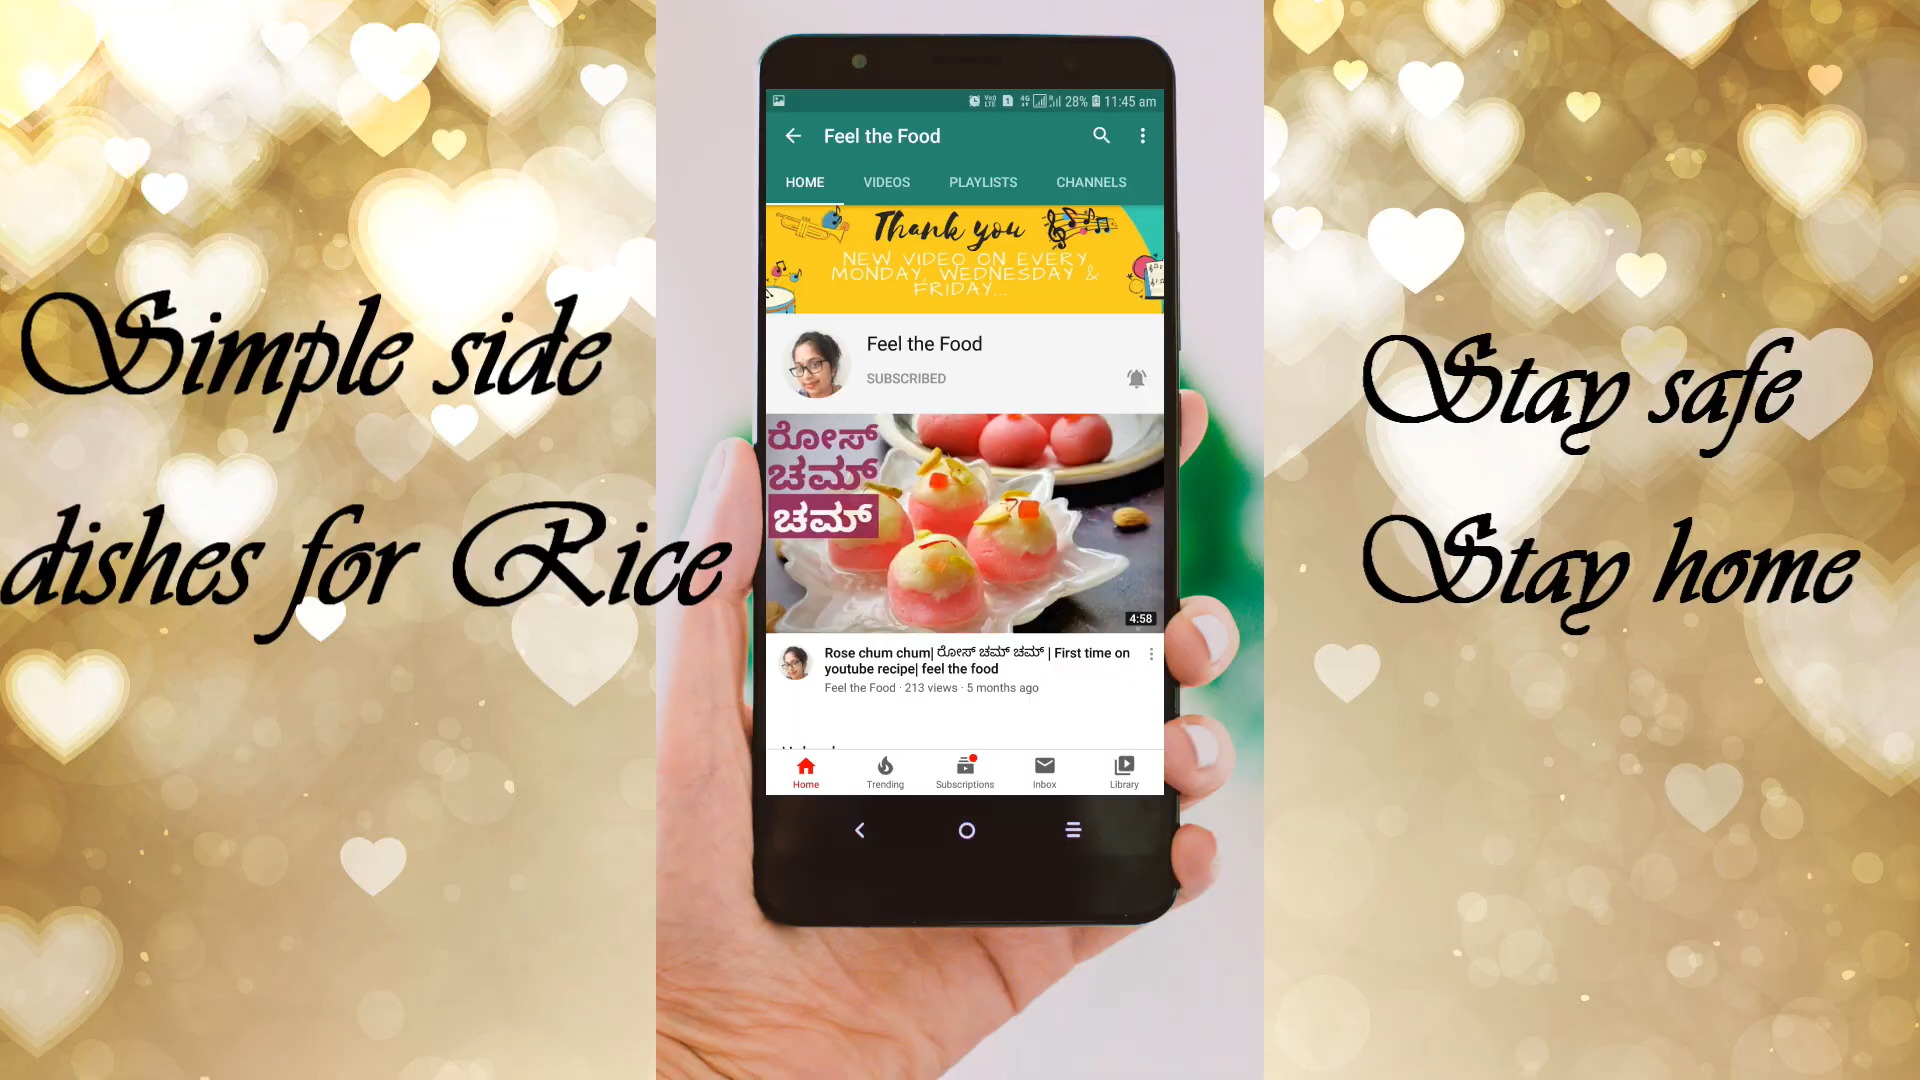 Simple side
dishes for Rice
Stay safe
Stay home
28% 11:45 am
Feel the Food
HOME VIDEOS PLAYLISTS CHANNELS
Thank you
NEW VIDEO ON EVERY
MONDAY, WEDNESDAY &
FRIDAY...
Feel the Food
SUBSCRIBED
ರೋಸ್
ಚಮ್
ಚಮ್
4:58
Rose chum chum| ರೋಸ್ ಚಮ್ ಚಮ್ | First time on
youtube recipe| feel the food
Feel the Food · 213 views · 5 months ago
Home Trending Subscriptions Inbox Library